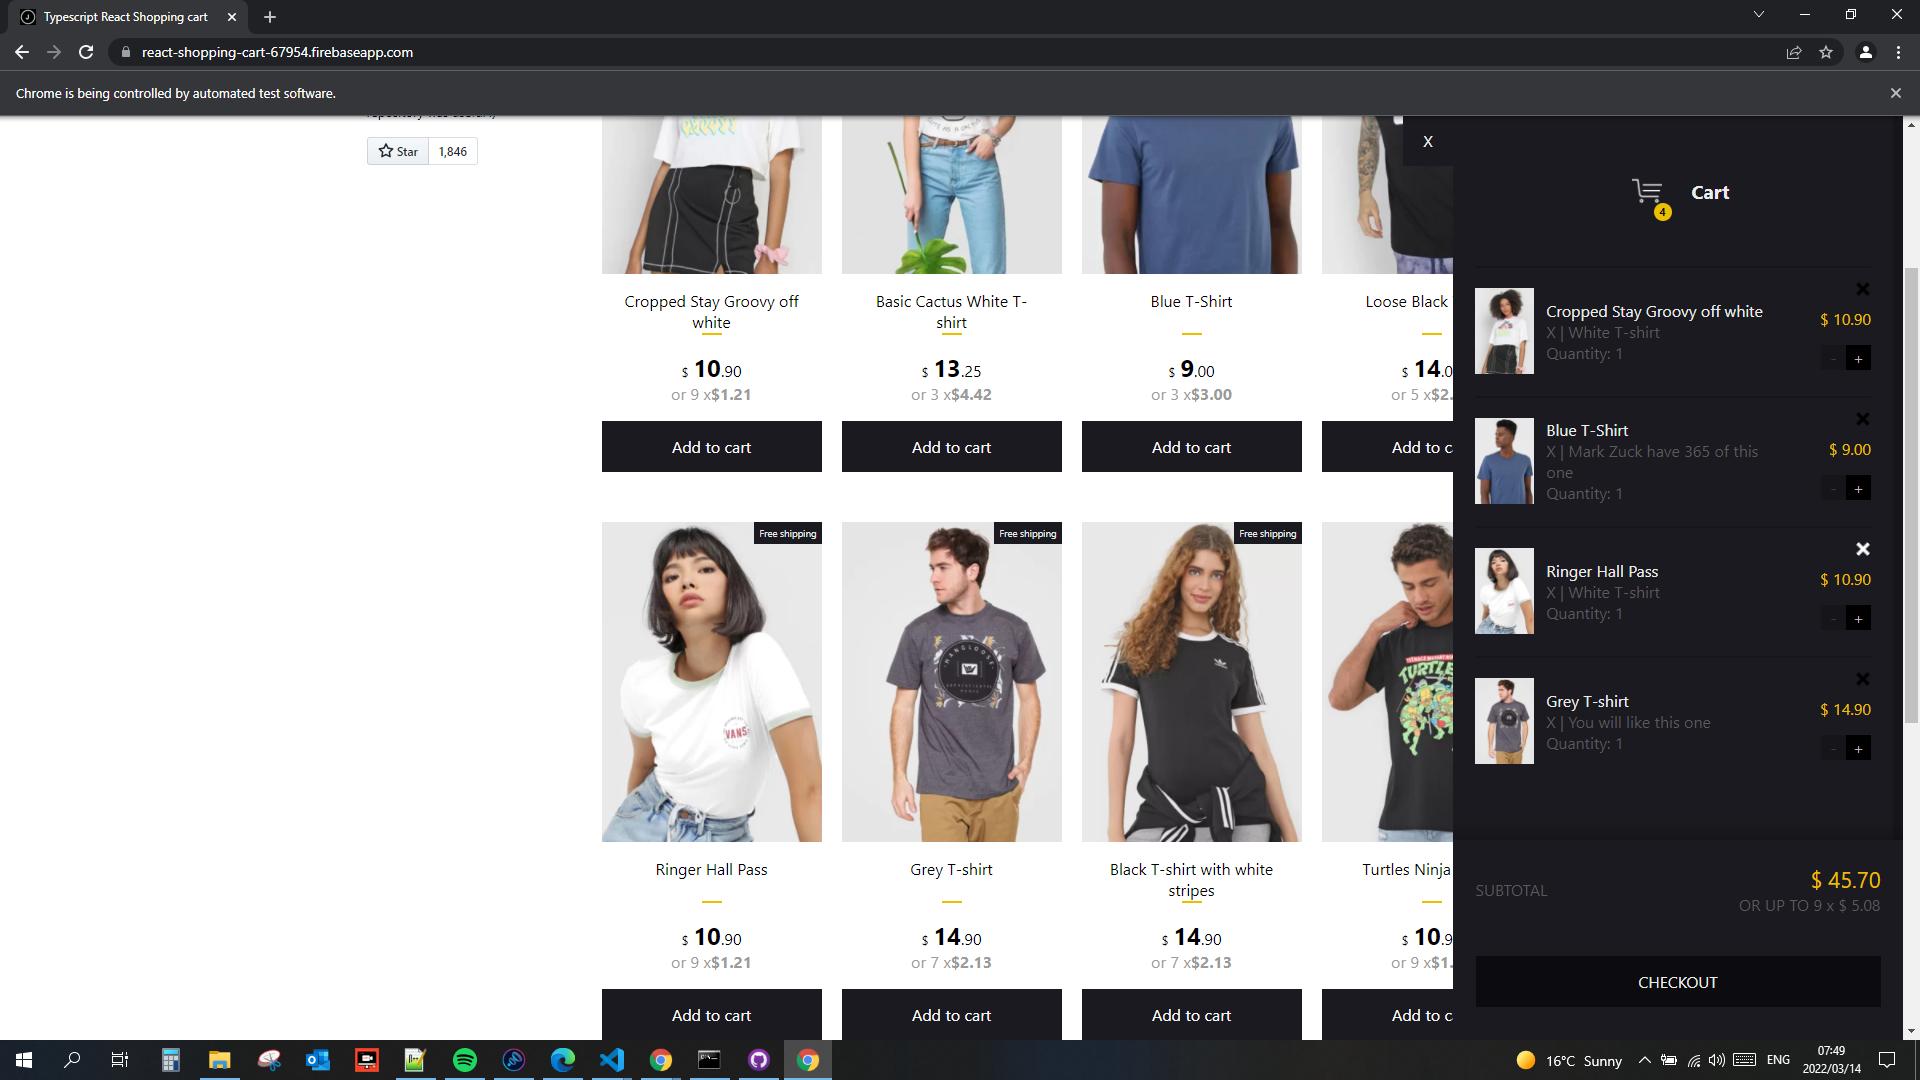 Typescript React Shopping cart
react-shopping-cart-67954.firebaseapp.com
Chrome is being controlled by automated test software.
Star 1,846
X
Cart
4
Cropped Stay Groovy off white
$ 10.90
or 9 x$1.21
Add to cart
Basic Cactus White T-shirt
$ 13.25
or 3 x$4.42
Add to cart
Blue T-Shirt
$ 9.00
or 3 x$3.00
Add to cart
Loose Black
$ 14.0
or 5 x$2.
Add to c
Free shipping
VANS
Ringer Hall Pass
$ 10.90
or 9 x$1.21
Add to cart
Free shipping
HANGLOOSE
Grey T-shirt
$ 14.90
or 7 x$2.13
Add to cart
Free shipping
Black T-shirt with white
stripes
$ 14.90
or 7 x$2.13
Add to cart
TURTLES
Turtles Ninja
$ 10.9
or 9 x$1.
Add to c
Cropped Stay Groovy off white
X | White T-shirt
Quantity: 1
$ 10.90
- +
Blue T-Shirt
X | Mark Zuck have 365 of this
one
Quantity: 1
$ 9.00
- +
Ringer Hall Pass
X | White T-shirt
Quantity: 1
$ 10.90
- +
Grey T-shirt
X | You will like this one
Quantity: 1
$ 14.90
- +
SUBTOTAL
$ 45.70
OR UP TO 9 x $ 5.08
CHECKOUT
16°C Sunny
ENG
07:49
2022/03/14